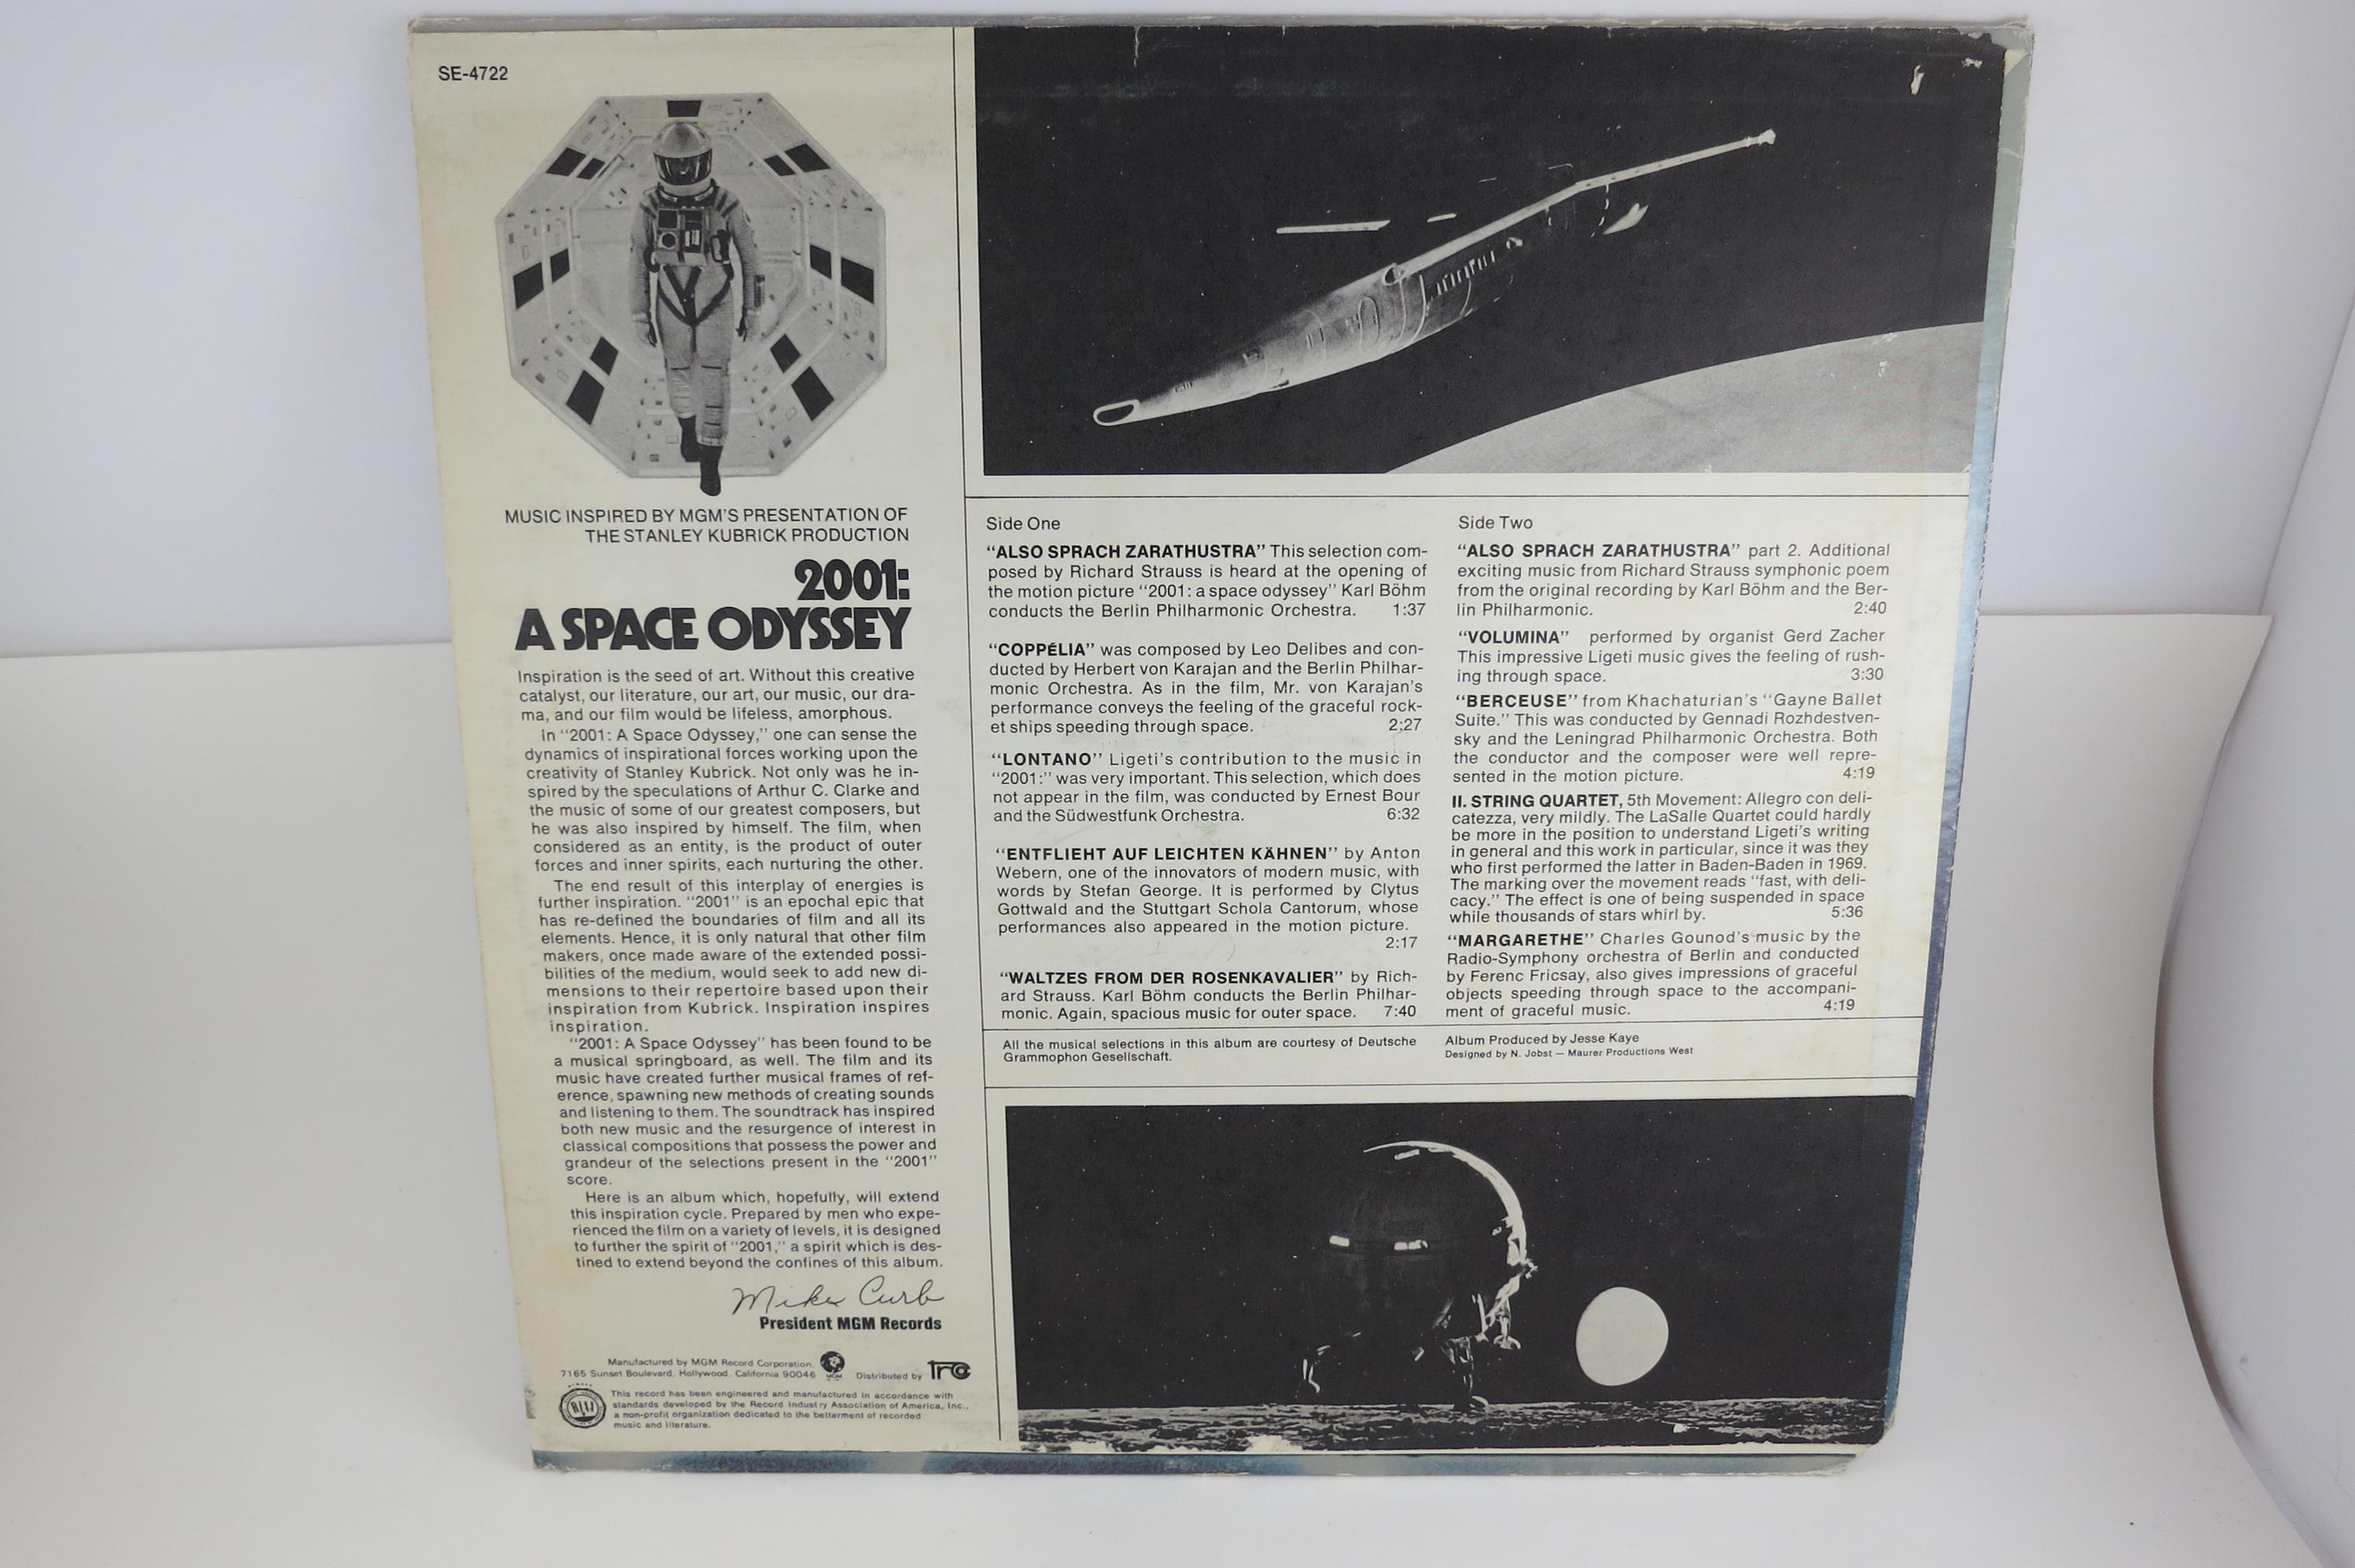 SE-4722
MUSIC INSPIRED BY MGM'S PRESENTATION OF
THE STANLEY KUBRICK PRODUCTION
2001:
A SPACE ODYSSEY
Inspiration is the seed of art. Without this creative
catalyst, our literature, our art, our music, our dra-
ma, and our film would be lifeless, amorphous.
In "2001: A Space Odyssey," one can sense the
dynamics of inspirational forces working upon the
creativity of Stanley Kubrick. Not only was he in-
spired by the speculations of Arthur C. Clarke and
the music of some of our greatest composers, but
he was also inspired by himself. The film, when
considered as an entity, is the product of outer
forces and inner spirits, each nurturing the other.
The end result of this interplay of energies is
further inspiration. "2001" is an epochal epic that
has re-defined the boundaries of film and all its
elements. Hence, it is only natural that other film
makers, once made aware of the extended possi-
bilities of the medium, would seek to add new di-
mensions to their repertoire based upon their
inspiration from Kubrick. Inspiration inspires
inspiration.
"2001: A Space Odyssey" has been found to be
a musical springboard, as well. The film and its
music have created further musical frames of ref-
erence, spawning new methods of creating sounds
and listening to them. The soundtrack has inspired
both new music and the resurgence of interest in
classical compositions that possess the power and
grandeur of the selections present in the "2001"
score.
Here is an album which, hopefully, will extend
this inspiration cycle. Prepared by men who expe-
rienced the film on a variety of levels, it is designed
to further the spirit of "2001," a spirit which is des-
tined to extend beyond the confines of this album.
Mike Curb
President MGM Records
Manufactured by MGM Record Corporation,
7165 Sunset Boulevard, Hollywood, California 90046 MGM Distributed by TRC
RIAA
This record has been engineered and manufactured in accordance with
standards developed by the Record Industry Association of America, Inc.,
a non-profit organization dedicated to the betterment of recorded
music and literature.
Side One
"ALSO SPRACH ZARATHUSTRA" This selection com-
posed by Richard Strauss is heard at the opening of
the motion picture "2001: a space odyssey" Karl Böhm
conducts the Berlin Philharmonic Orchestra. 1:37
"COPPÉLIA" was composed by Leo Delibes and con-
ducted by Herbert von Karajan and the Berlin Philhar-
monic Orchestra. As in the film, Mr. von Karajan's
performance conveys the feeling of the graceful rock-
et ships speeding through space. 2:27
"LONTANO" Ligeti's contribution to the music in
"2001:" was very important. This selection, which does
not appear in the film, was conducted by Ernest Bour
and the Südwestfunk Orchestra. 6:32
"ENTFLIEHT AUF LEICHTEN KÄHNEN" by Anton
Webern, one of the innovators of modern music, with
words by Stefan George. It is performed by Clytus
Gottwald and the Stuttgart Schola Cantorum, whose
performances also appeared in the motion picture.
2:17
"WALTZES FROM DER ROSENKAVALIER" by Rich-
ard Strauss. Karl Böhm conducts the Berlin Philhar-
monic. Again, spacious music for outer space. 7:40
Side Two
"ALSO SPRACH ZARATHUSTRA" part 2. Additional
exciting music from Richard Strauss symphonic poem
from the original recording by Karl Böhm and the Ber-
lin Philharmonic. 2:40
"VOLUMINA" performed by organist Gerd Zacher
This impressive Ligeti music gives the feeling of rush-
ing through space. 3:30
"BERCEUSE" from Khachaturian's "Gayne Ballet
Suite." This was conducted by Gennadi Rozhdestven-
sky and the Leningrad Philharmonic Orchestra. Both
the conductor and the composer were well repre-
sented in the motion picture. 4:19
II. STRING QUARTET, 5th Movement: Allegro con deli-
catezza, very mildly. The LaSalle Quartet could hardly
be more in the position to understand Ligeti's writing
in general and this work in particular, since it was they
who first performed the latter in Baden-Baden in 1969.
The marking over the movement reads "fast, with deli-
cacy." The effect is one of being suspended in space
while thousands of stars whirl by. 5:36
"MARGARETHE" Charles Gounod's music by the
Radio-Symphony orchestra of Berlin and conducted
by Ferenc Fricsay, also gives impressions of graceful
objects speeding through space to the accompani-
ment of graceful music. 4:19
All the musical selections in this album are courtesy of Deutsche
Grammophon Gesellschaft.
Album Produced by Jesse Kaye
Designed by N. Jobst — Maurer Productions West